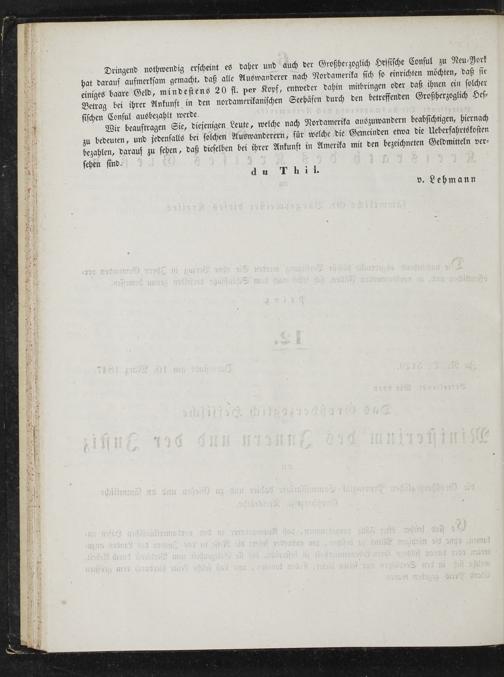 Dringend nothwendig erscheint es daher und auch der Großherzoglich Hessische Consul zu Neu-York
hat darauf aufmerksam gemacht, daß alle Auswanderer nach Nordamerika sich so einrichten möchten, daß sie
einiges baare Geld, mindestens 20 fl. per Kopf, entweder dahin mitbringen oder daß ihnen ein solcher
Betrag bei ihrer Ankunft in den nordamerikanischen Seehäfen durch den betreffenden Großherzoglich Hes-
sischen Consul ausbezahlt werde.
Wir beauftragen Sie, diejenigen Leute, welche nach Nordamerika auszuwandern beabsichtigen, hiernach
zu bedeuten, und jedenfalls bei solchen Auswanderern, für welche die Gemeinden etwa die Ueberfahrtskosten
bezahlen, darauf zu sehen, daß dieselben bei ihrer Ankunft in Amerika mit den bezeichneten Geldmitteln ver-
sehen sind.
du Thil.
v. Lehmann